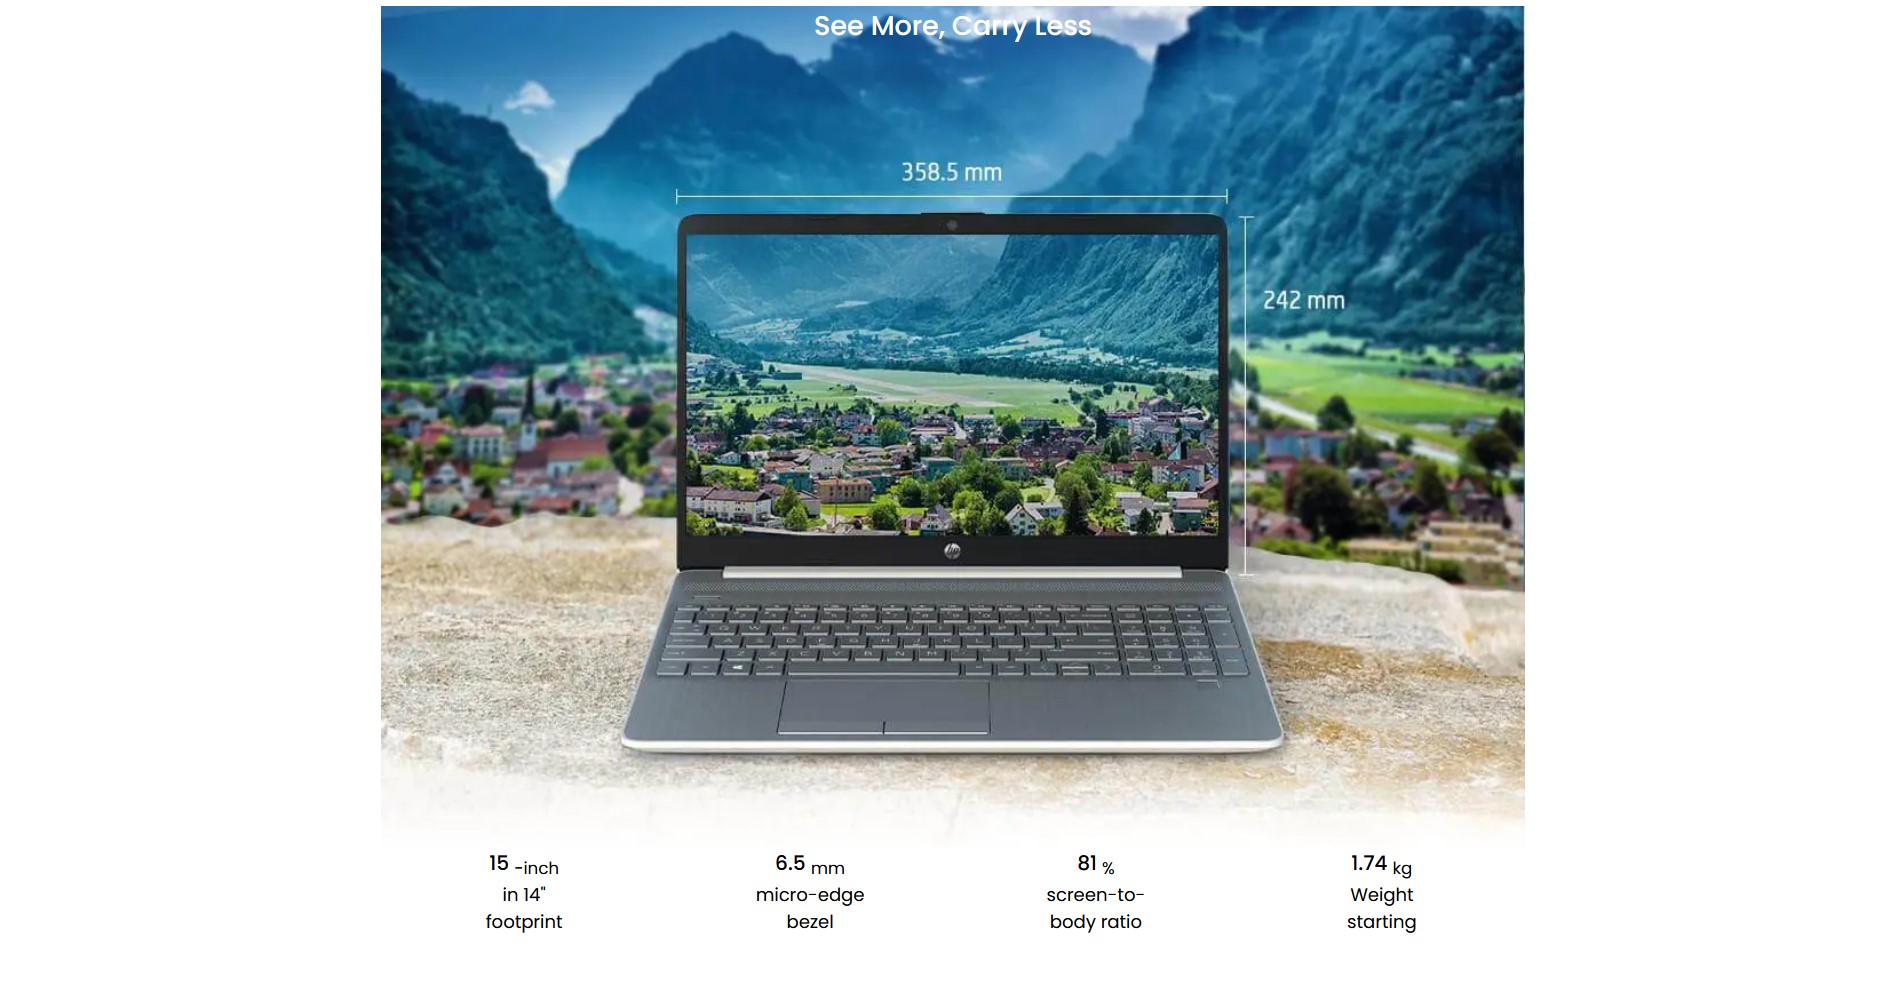 See More, Carry Less
358.5 mm
242 mm
hp
15 -inch
in 14"
footprint
6.5 mm
micro-edge
bezel
81 %
screen-to-
body ratio
1.74 kg
Weight
starting